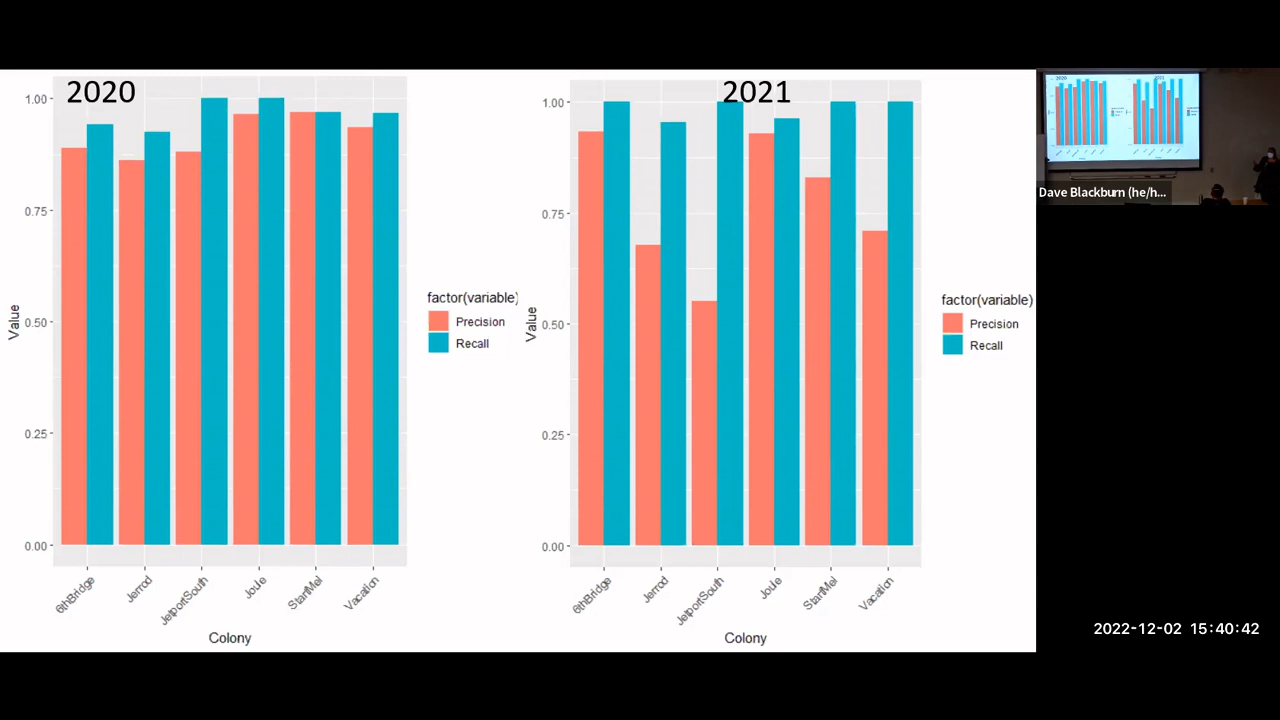 2020
1.00
0.75
0.50
0.25
0.00
Value
6thBridge
Jerrod
JetportSouth
Joule
StartMel
Vacation
Colony
factor(variable)
Precision
Recall
2021
1.00
0.75
0.50
0.25
0.00
Value
6thBridge
Jerrod
JetportSouth
Joule
StartMel
Vacation
Colony
factor(variable)
Precision
Recall
2020
2021
Dave Blackburn (he/h...
2022-12-02 15:40:42